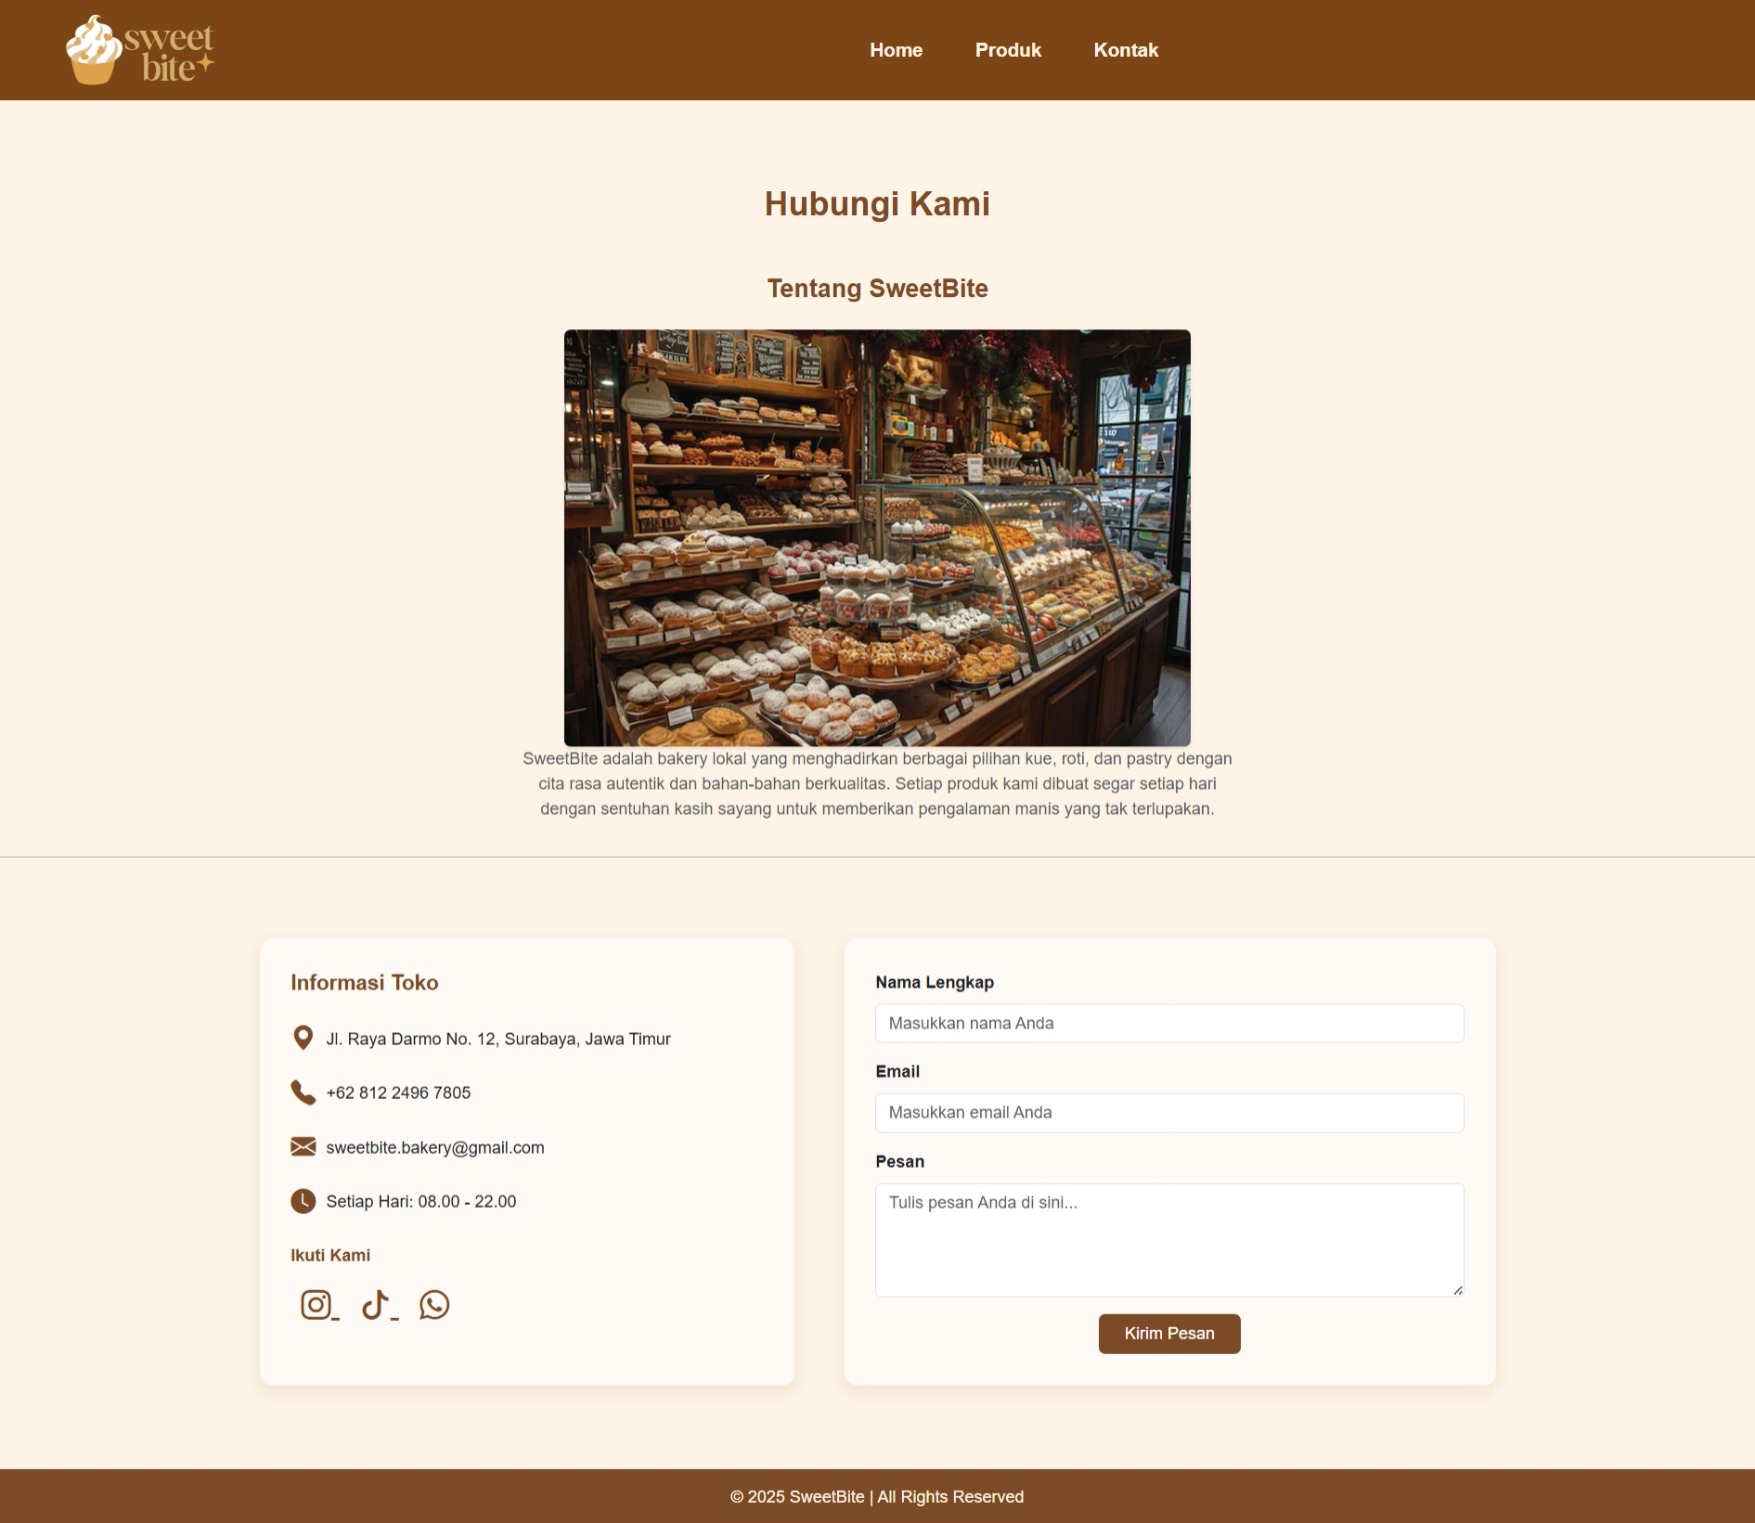 sweet
bite
Home
Produk
Kontak
Hubungi Kami
Tentang SweetBite
SweetBite adalah bakery lokal yang menghadirkan berbagai pilihan kue, roti, dan pastry dengan
cita rasa autentik dan bahan-bahan berkualitas. Setiap produk kami dibuat segar setiap hari
dengan sentuhan kasih sayang untuk memberikan pengalaman manis yang tak terlupakan.
Informasi Toko
Jl. Raya Darmo No. 12, Surabaya, Jawa Timur
+62 812 2496 7805
sweetbite.bakery@gmail.com
Setiap Hari: 08.00 - 22.00
Ikuti Kami
Nama Lengkap
Masukkan nama Anda
Email
Masukkan email Anda
Pesan
Tulis pesan Anda di sini...
Kirim Pesan
© 2025 SweetBite | All Rights Reserved